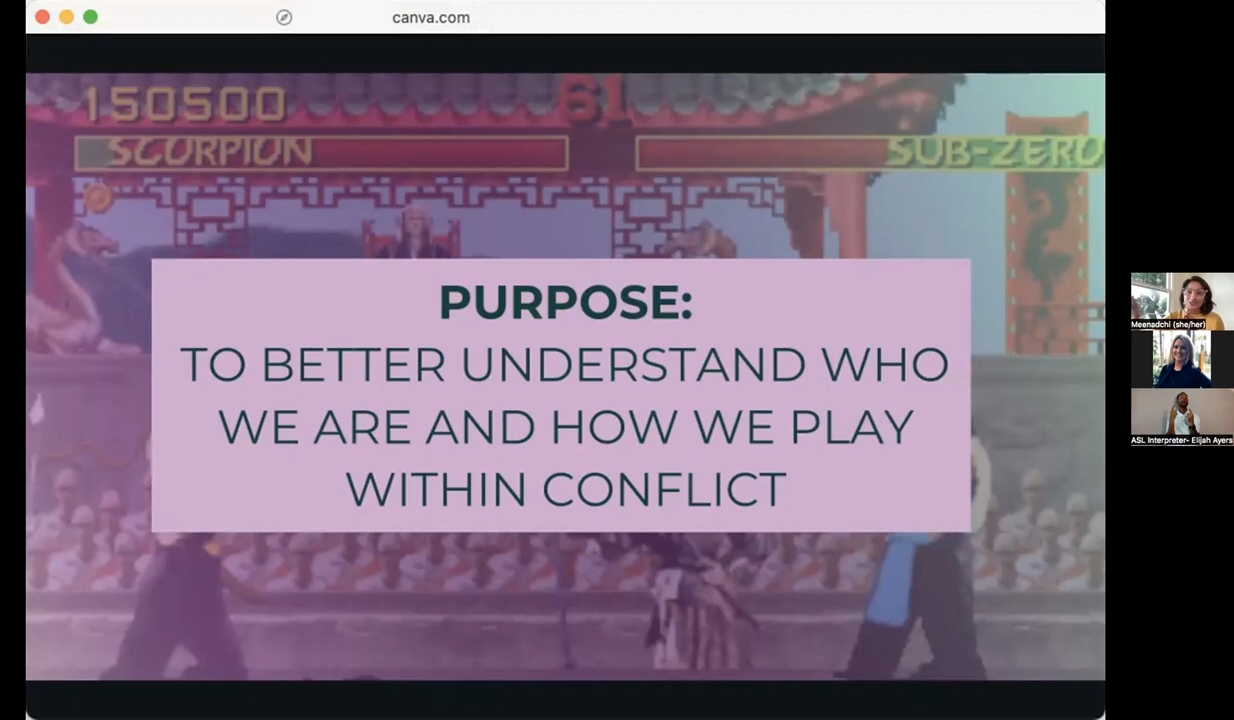 canva.com
150500
61
SCORPION
SUB-ZERO
PURPOSE:
TO BETTER UNDERSTAND WHO
WE ARE AND HOW WE PLAY
WITHIN CONFLICT
Meenadchi (she/her)
ASL Interpreter- Elijah Ayers